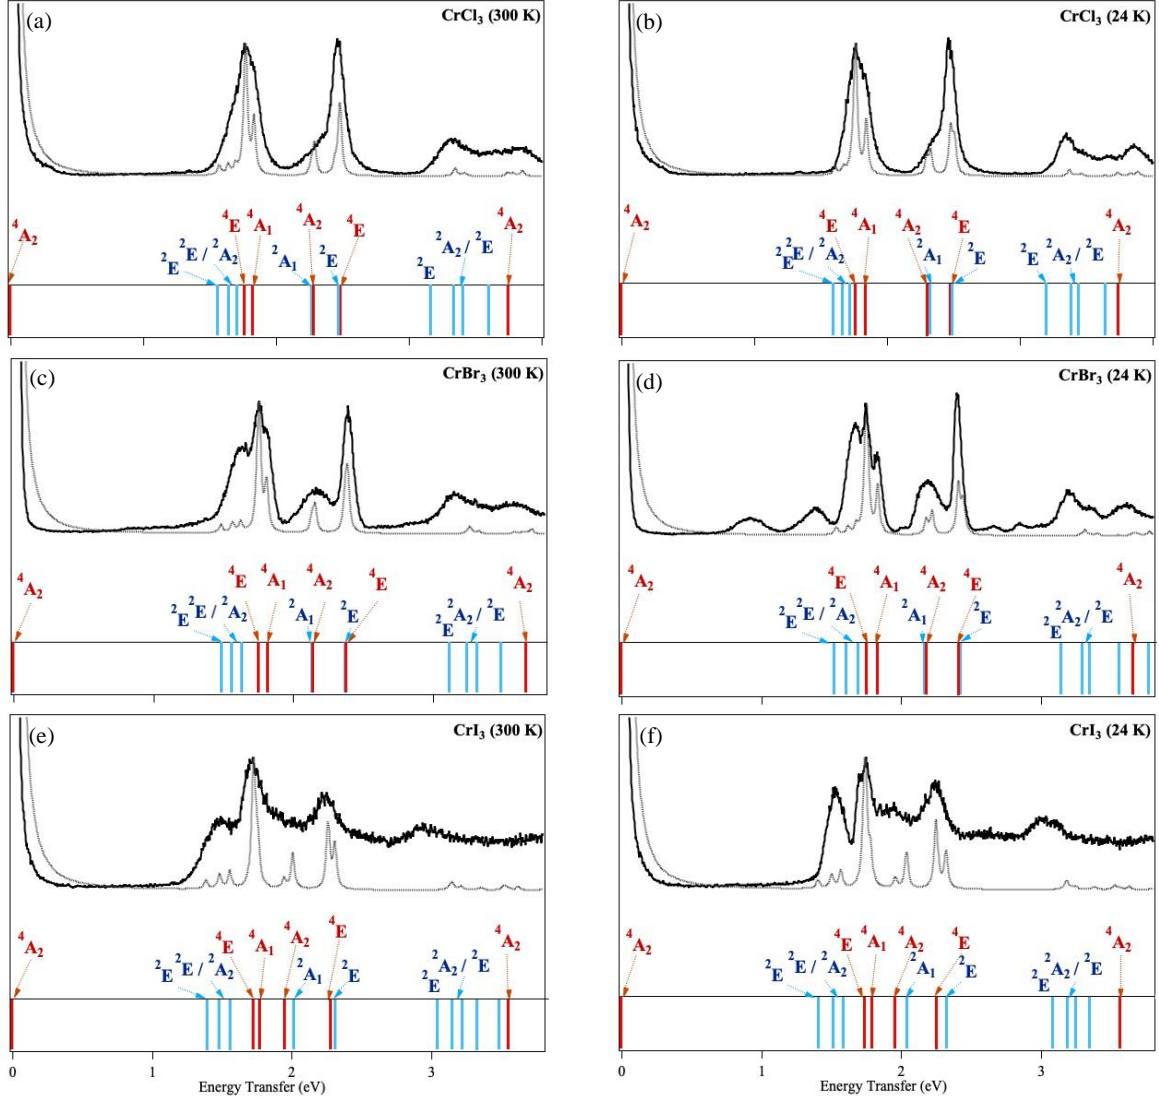 (a) CrCl3 (300 K)
4A2 2E 2E / 2A2 4E 4A1 2A1 4A2 2E 4E 2E 2A2 / 2E 4A2
(b) CrCl3 (24 K)
4A2 2E 2E / 2A2 4E 4A1 4A2 2A1 4E 2E 2E 2A2 / 2E 4A2
(c) CrBr3 (300 K)
4A2 2E 2E / 2A2 4E 4A1 2A1 4A2 2E 4E 2E 2A2 / 2E 4A2
(d) CrBr3 (24 K)
4A2 2E 2E / 2A2 4E 4A1 2A1 4A2 4E 2E 2E 2A2 / 2E 4A2
(e) CrI3 (300 K)
4A2 2E 2E / 2A2 4E 4A1 4A2 2A1 4E 2E 2E 2A2 / 2E 4A2
0 1 2 3
Energy Transfer (eV)
(f) CrI3 (24 K)
4A2 2E 2E / 2A2 4E 4A1 4A2 2A1 4E 2E 2E 2A2 / 2E 4A2
0 1 2 3
Energy Transfer (eV)